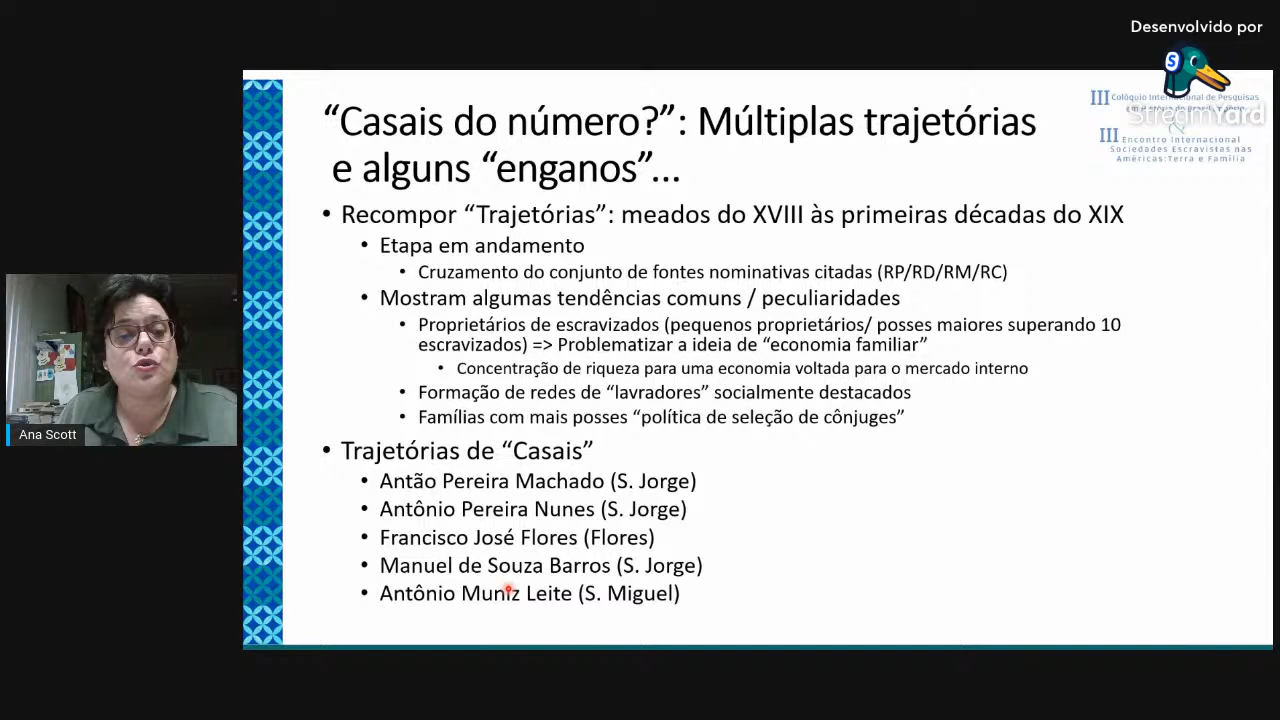 Desenvolvido por
S
StreamYard
III Colóquio Internacional de Pesquisas
&
III Encontro Internacional
Sociedades Escravistas nas
Américas:Terra e Família
“Casais do número?”: Múltiplas trajetórias
e alguns “enganos”...
• Recompor “Trajetórias”: meados do XVIII às primeiras décadas do XIX
• Etapa em andamento
• Cruzamento do conjunto de fontes nominativas citadas (RP/RD/RM/RC)
• Mostram algumas tendências comuns / peculiaridades
• Proprietários de escravizados (pequenos proprietários/ posses maiores superando 10
escravizados) => Problematizar a ideia de “economia familiar”
• Concentração de riqueza para uma economia voltada para o mercado interno
• Formação de redes de “lavradores” socialmente destacados
• Famílias com mais posses “política de seleção de cônjuges”
• Trajetórias de “Casais”
• Antão Pereira Machado (S. Jorge)
• Antônio Pereira Nunes (S. Jorge)
• Francisco José Flores (Flores)
• Manuel de Souza Barros (S. Jorge)
• Antônio Muniz Leite (S. Miguel)
Ana Scott